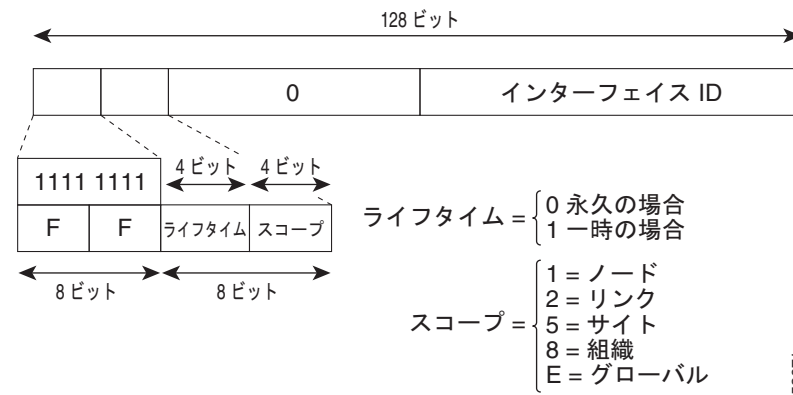 128 ビット
0
インターフェイス ID
1111 1111
4 ビット
4 ビット
F
F
ライフタイム
スコープ
8 ビット
8 ビット
ライフタイム =
0 永久の場合
1 一時の場合
スコープ =
1 = ノード
2 = リンク
5 = サイト
8 = 組織
E = グローバル